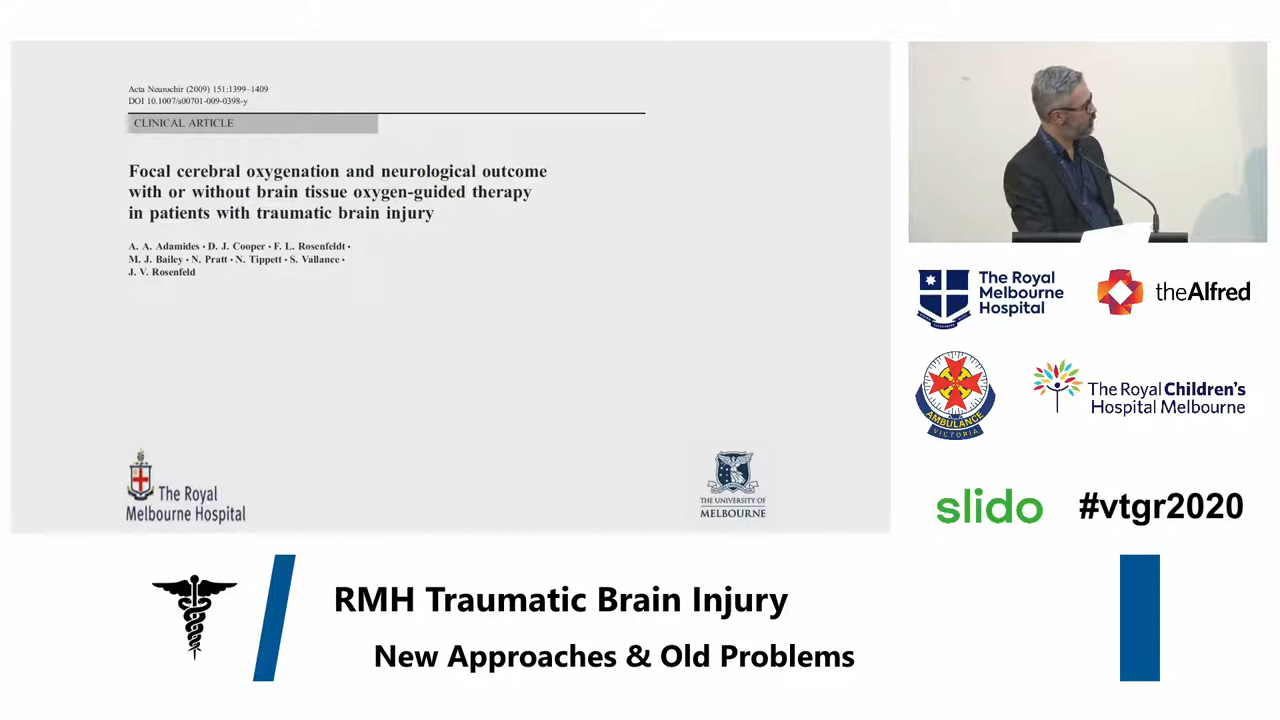 Acta Neurochir (2009) 151:1399–1409
DOI 10.1007/s00701-009-0398-y
CLINICAL ARTICLE
Focal cerebral oxygenation and neurological outcome
with or without brain tissue oxygen-guided therapy
in patients with traumatic brain injury
A. A. Adamides · D. J. Cooper · F. L. Rosenfeldt ·
M. J. Bailey · N. Pratt · N. Tippett · S. Vallance ·
J. V. Rosenfeld
The Royal
Melbourne Hospital
THE UNIVERSITY OF
MELBOURNE
The Royal
Melbourne
Hospital
theAlfred
AMBULANCE
VICTORIA
The Royal Children's
Hospital Melbourne
slido
#vtgr2020
RMH Traumatic Brain Injury
New Approaches & Old Problems